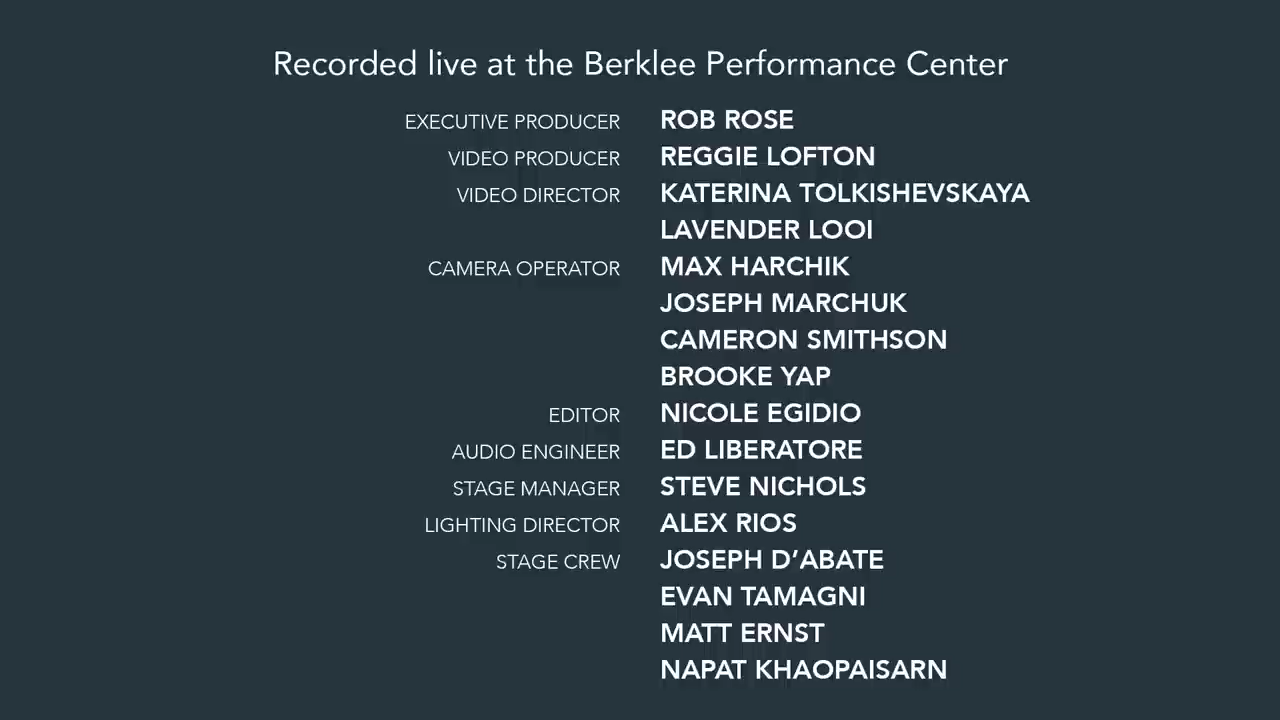 Recorded live at the Berklee Performance Center
EXECUTIVE PRODUCER ROB ROSE
VIDEO PRODUCER REGGIE LOFTON
VIDEO DIRECTOR KATERINA TOLKISHEVSKAYA
LAVENDER LOOI
CAMERA OPERATOR MAX HARCHIK
JOSEPH MARCHUK
CAMERON SMITHSON
BROOKE YAP
EDITOR NICOLE EGIDIO
AUDIO ENGINEER ED LIBERATORE
STAGE MANAGER STEVE NICHOLS
LIGHTING DIRECTOR ALEX RIOS
STAGE CREW JOSEPH D’ABATE
EVAN TAMAGNI
MATT ERNST
NAPAT KHAOPAISARN